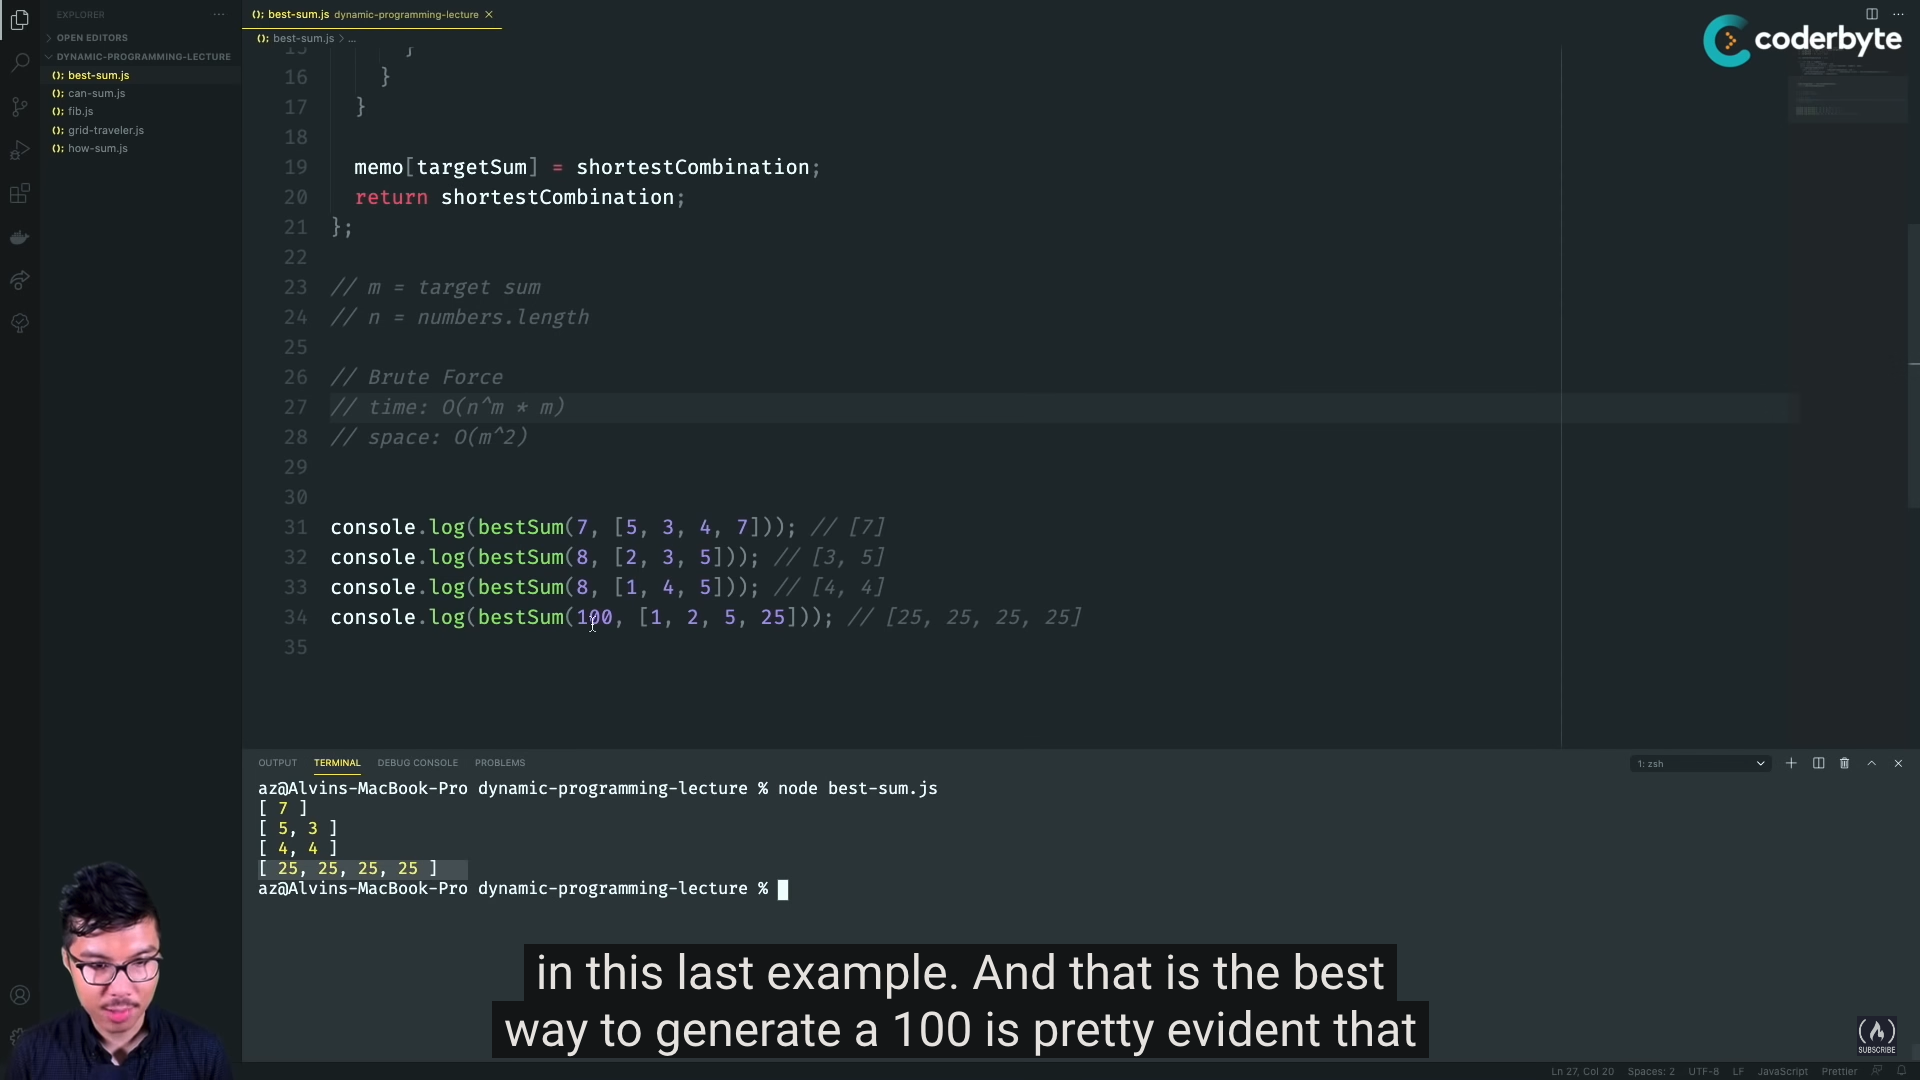 EXPLORER
OPEN EDITORS
DYNAMIC-PROGRAMMING-LECTURE
(); best-sum.js
(); can-sum.js
(); fib.js
(); grid-traveler.js
(); how-sum.js
(); best-sum.js dynamic-programming-lecture ×
(); best-sum.js > ...
coderbyte
15 }
16 }
17 }
18
19 memo[targetSum] = shortestCombination;
20 return shortestCombination;
21 };
22
23 // m = target sum
24 // n = numbers.length
25
26 // Brute Force
27 // time: O(n^m * m)
28 // space: O(m^2)
29
30
31 console.log(bestSum(7, [5, 3, 4, 7])); // [7]
32 console.log(bestSum(8, [2, 3, 5])); // [3, 5]
33 console.log(bestSum(8, [1, 4, 5])); // [4, 4]
34 console.log(bestSum(100, [1, 2, 5, 25])); // [25, 25, 25, 25]
35
OUTPUT TERMINAL DEBUG CONSOLE PROBLEMS 1: zsh
az@Alvins-MacBook-Pro dynamic-programming-lecture % node best-sum.js
[ 7 ]
[ 5, 3 ]
[ 4, 4 ]
[ 25, 25, 25, 25 ]
az@Alvins-MacBook-Pro dynamic-programming-lecture %
in this last example. And that is the best
way to generate a 100 is pretty evident that
SUBSCRIBE
Ln 27, Col 20 Spaces: 2 UTF-8 LF JavaScript Prettier